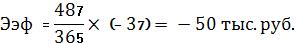 Ээф = 487/365 × (– 37) = – 50 тыс. руб.